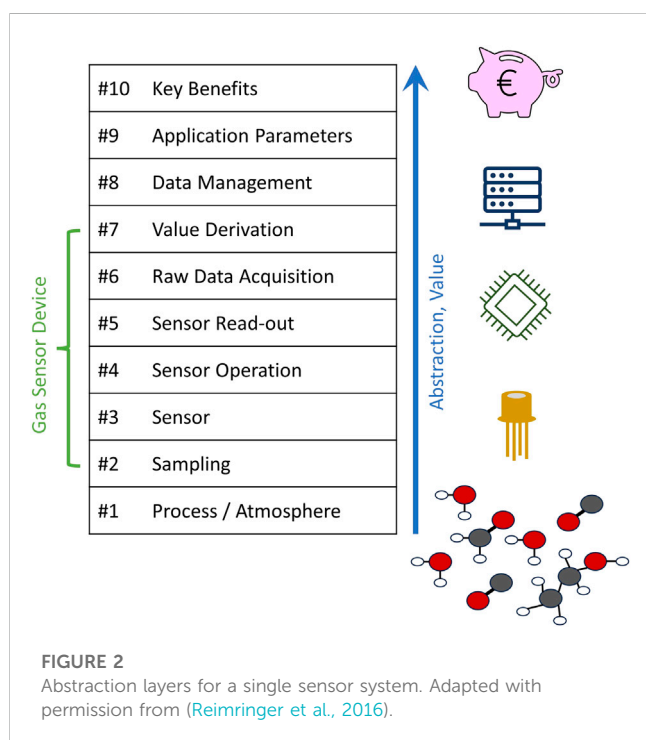 #10 Key Benefits
#9 Application Parameters
#8 Data Management
#7 Value Derivation
#6 Raw Data Acquisition
#5 Sensor Read-out
#4 Sensor Operation
#3 Sensor
#2 Sampling
#1 Process / Atmosphere
Gas Sensor Device
Abstraction, Value
€
FIGURE 2
Abstraction layers for a single sensor system. Adapted with
permission from (Reimringer et al., 2016).